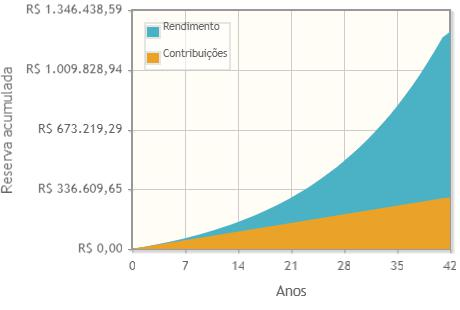 R$ 1.346.438,59
Rendimento
Contribuições
R$ 1.009.828,94
R$ 673.219,29
R$ 336.609,65
R$ 0,00
Reserva acumulada
0 7 14 21 28 35 42
Anos